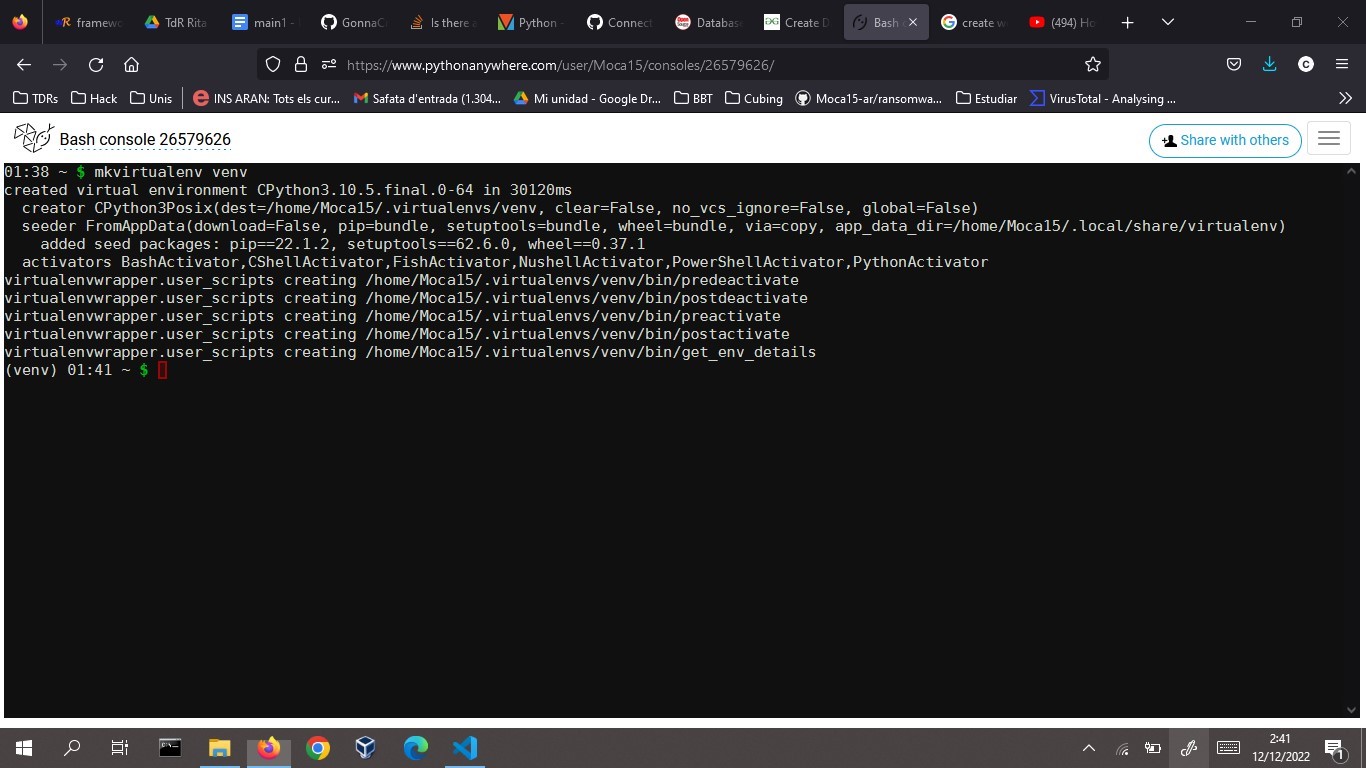 framewo
TdR Rita
main1 -
GonnaC
Is there a
Python -
Connect
Databas
Create D
Bash c
create w
(494) Ho
https://www.pythonanywhere.com/user/Moca15/consoles/26579626/
TDRs
Hack
Unis
INS ARAN: Tots els cur...
Safata d'entrada (1.304...
Mi unidad - Google Dr...
BBT
Cubing
Moca15-ar/ransomwa...
Estudiar
VirusTotal - Analysing ...
Bash console 26579626
Share with others
01:38 ~ $ mkvirtualenv venv
created virtual environment CPython3.10.5.final.0-64 in 30120ms
creator CPython3Posix(dest=/home/Moca15/.virtualenvs/venv, clear=False, no_vcs_ignore=False, global=False)
seeder FromAppData(download=False, pip=bundle, setuptools=bundle, wheel=bundle, via=copy, app_data_dir=/home/Moca15/.local/share/virtualenv)
added seed packages: pip==22.1.2, setuptools==62.6.0, wheel==0.37.1
activators BashActivator,CShellActivator,FishActivator,NushellActivator,PowerShellActivator,PythonActivator
virtualenvwrapper.user_scripts creating /home/Moca15/.virtualenvs/venv/bin/predeactivate
virtualenvwrapper.user_scripts creating /home/Moca15/.virtualenvs/venv/bin/postdeactivate
virtualenvwrapper.user_scripts creating /home/Moca15/.virtualenvs/venv/bin/preactivate
virtualenvwrapper.user_scripts creating /home/Moca15/.virtualenvs/venv/bin/postactivate
virtualenvwrapper.user_scripts creating /home/Moca15/.virtualenvs/venv/bin/get_env_details
(venv) 01:41 ~ $
2:41
12/12/2022
1